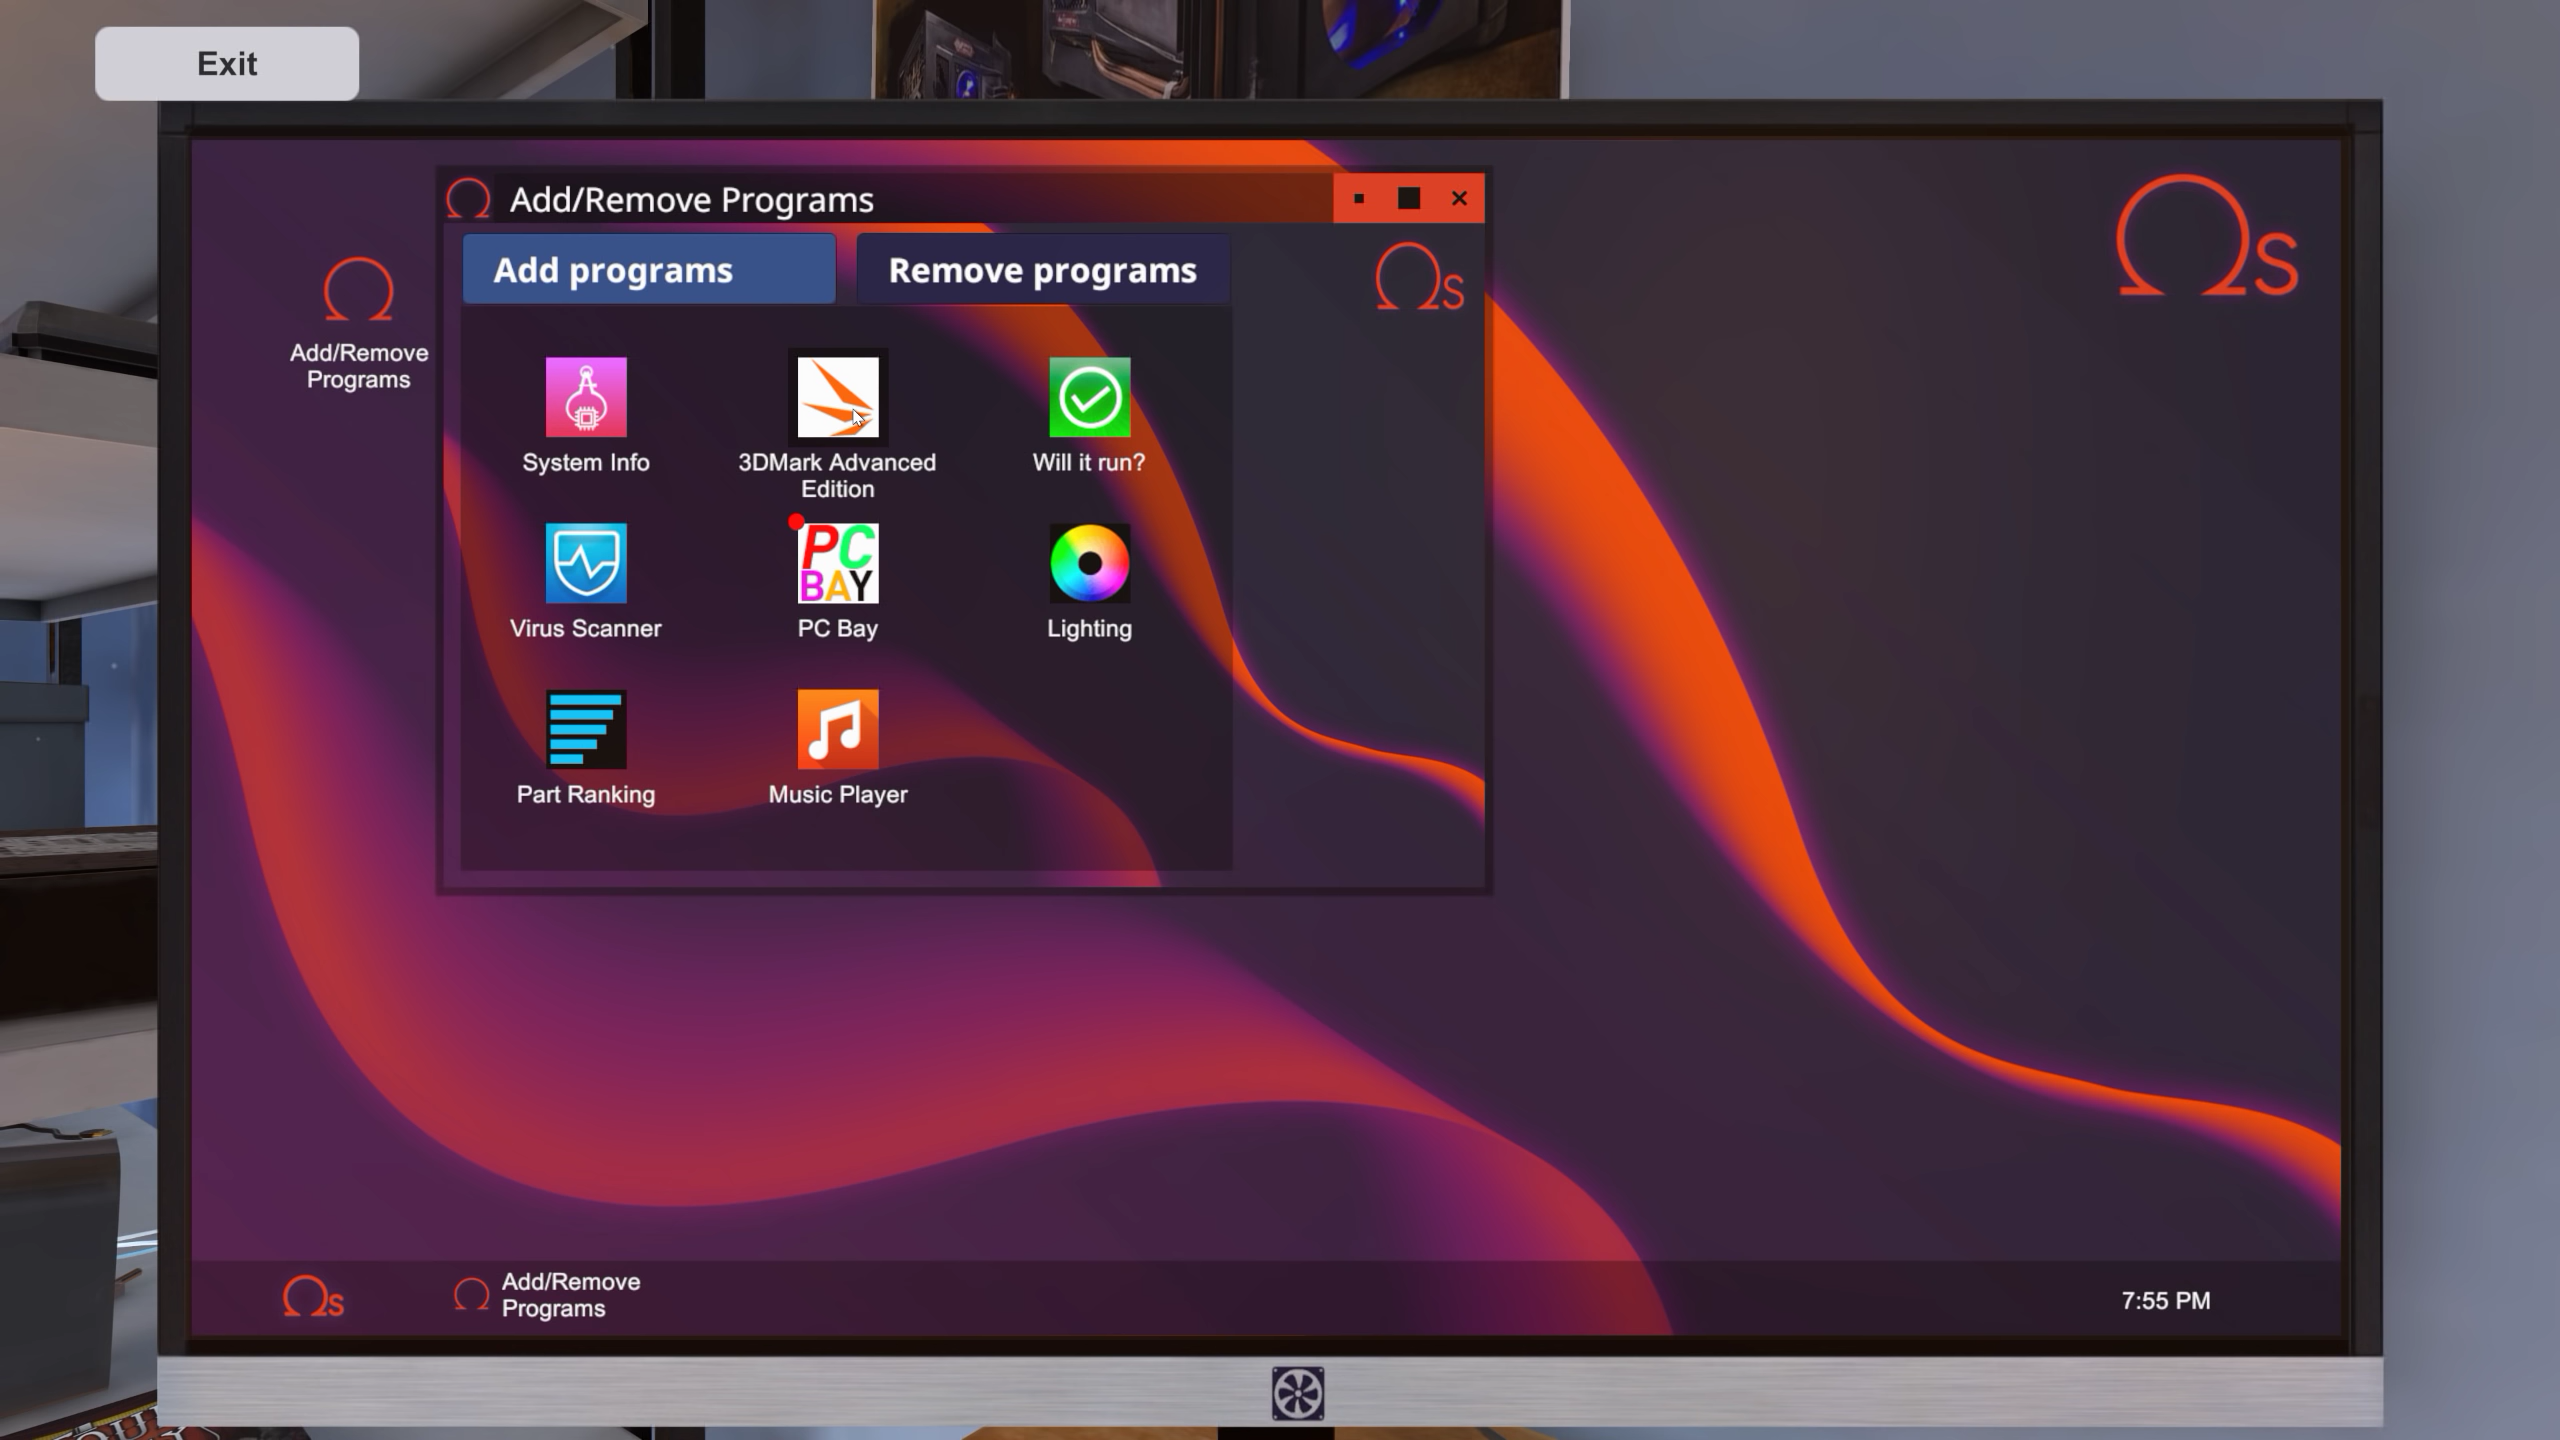 Exit
Add/Remove Programs
Add programs
Remove programs
Ωs
Ωs
Add/Remove
Programs
System Info
3DMark Advanced
Edition
Will it run?
PC
BAY
Virus Scanner
PC Bay
Lighting
Part Ranking
Music Player
Ωs
Add/Remove
Programs
7:55 PM